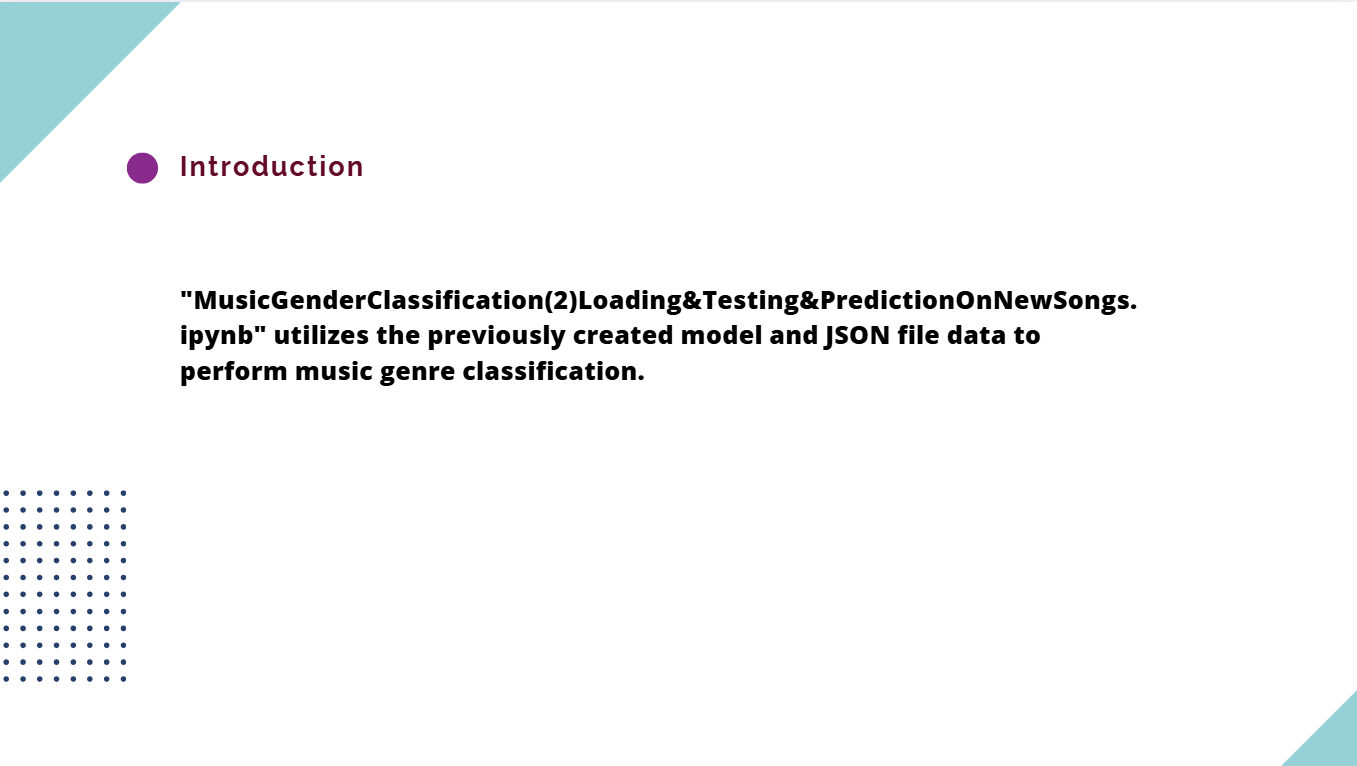 Introduction
"MusicGenderClassification(2)Loading&Testing&PredictionOnNewSongs.
ipynb" utilizes the previously created model and JSON file data to
perform music genre classification.